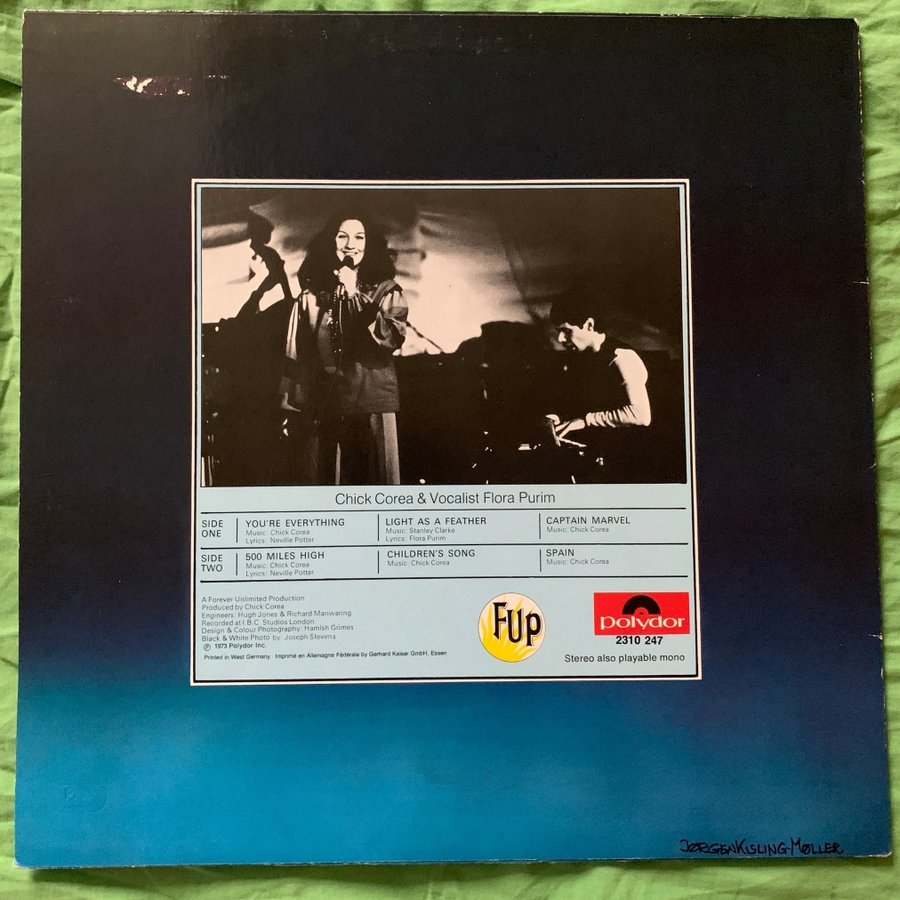 Chick Corea & Vocalist Flora Purim
SIDE ONE
YOU'RE EVERYTHING
Music: Chick Corea
Lyrics: Neville Potter
LIGHT AS A FEATHER
Music: Stanley Clarke
Lyrics: Flora Purim
CAPTAIN MARVEL
Music: Chick Corea
SIDE TWO
500 MILES HIGH
Music: Chick Corea
Lyrics: Neville Potter
CHILDREN'S SONG
Music: Chick Corea
SPAIN
Music: Chick Corea
A Forever Unlimited Production
Produced by Chick Corea
Engineers: Hugh Jones & Richard Manwaring
Recorded at I.B.C. Studios London
Design & Colour Photography: Hamish Grimes
Black & White Photo by: Joseph Stevens
℗ 1973 Polydor Inc.
Printed in West Germany · Imprimé en Allemagne Fédérale by Gerhard Kaiser GmbH, Essen
FUp
polydor
2310 247
Stereo also playable mono
JØRGEN KISLING-MØLLER